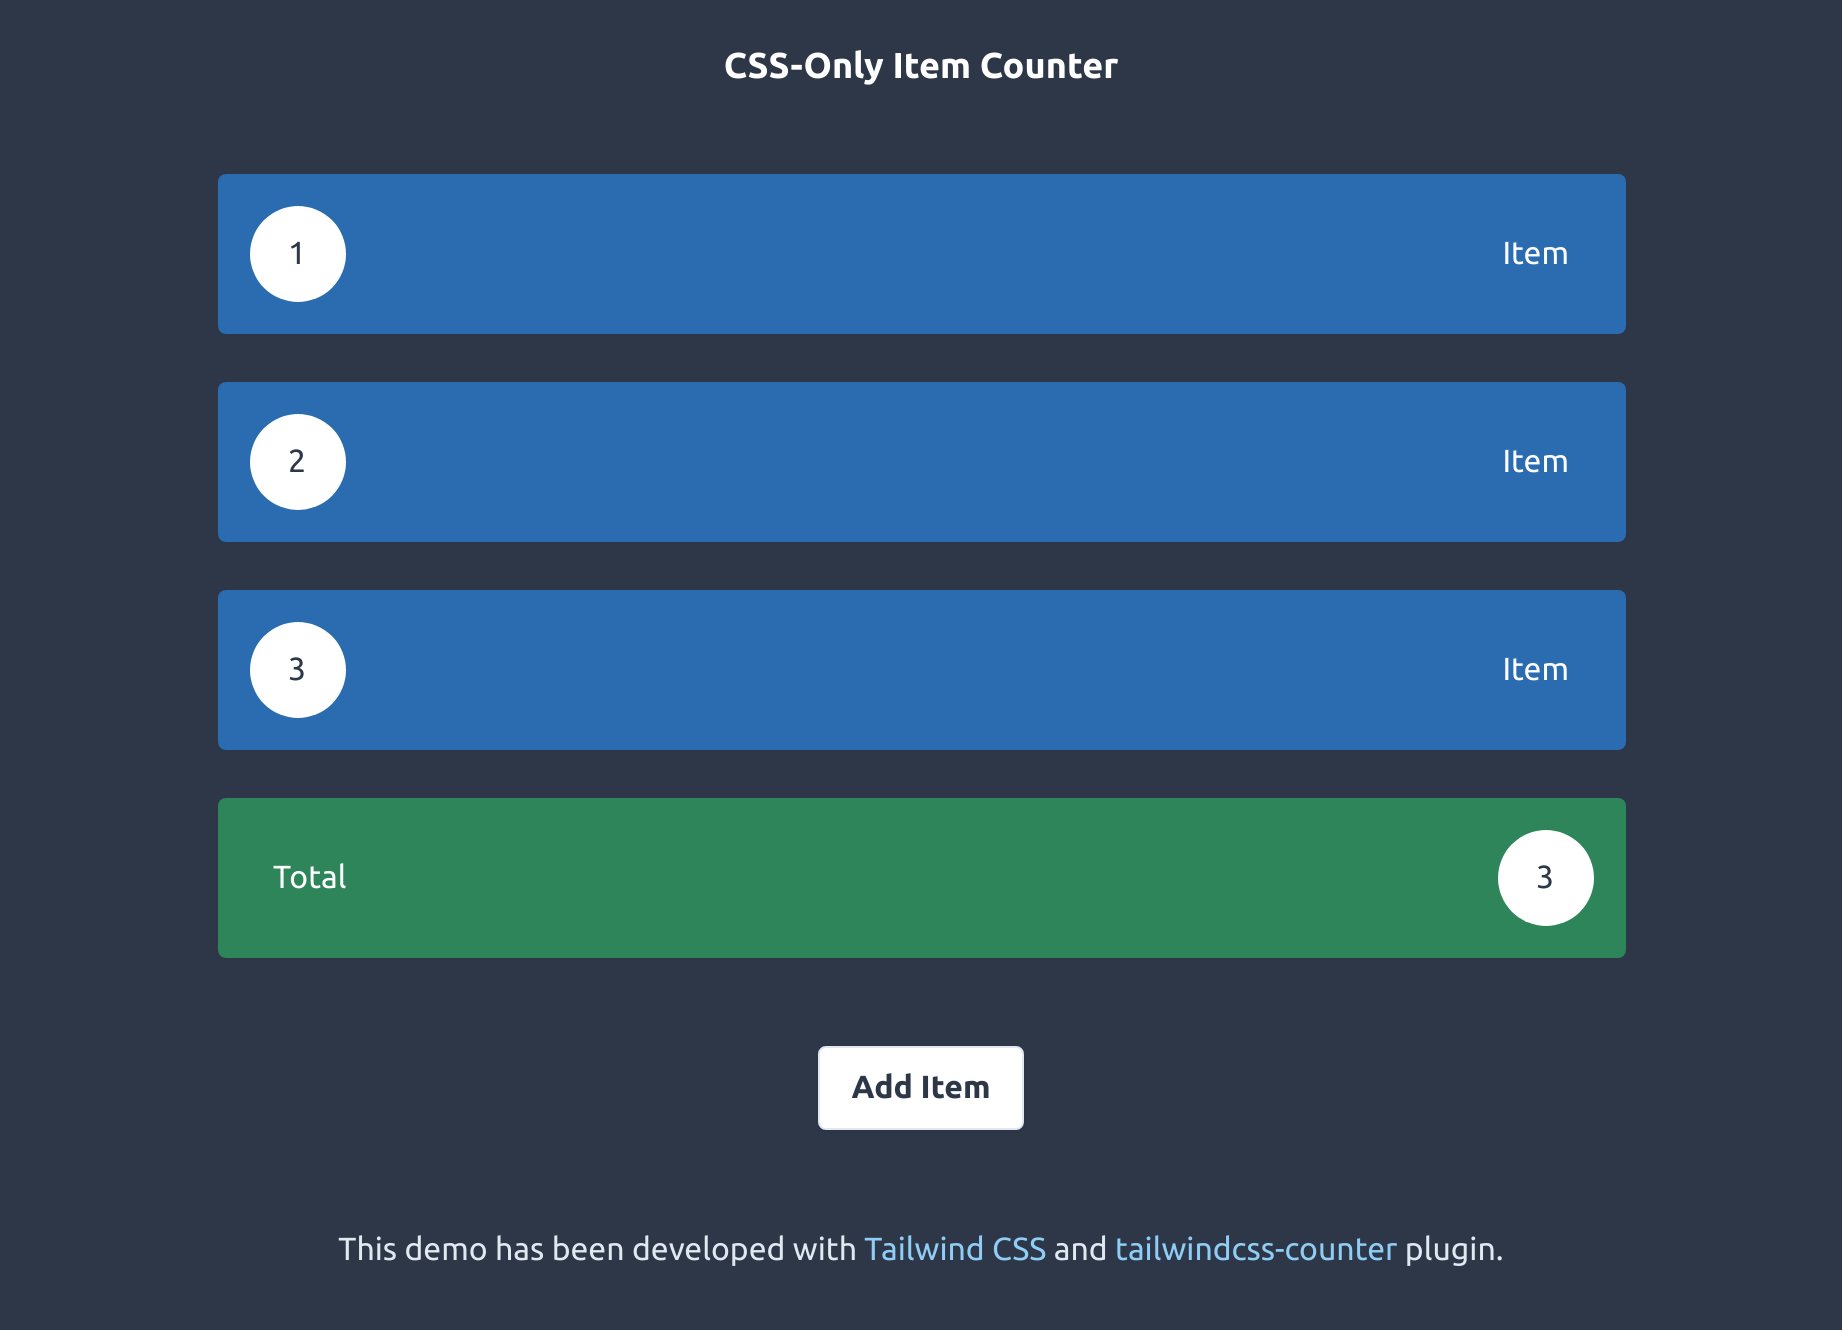 CSS-Only Item Counter
1 Item
2 Item
3 Item
Total 3
Add Item
This demo has been developed with Tailwind CSS and tailwindcss-counter plugin.